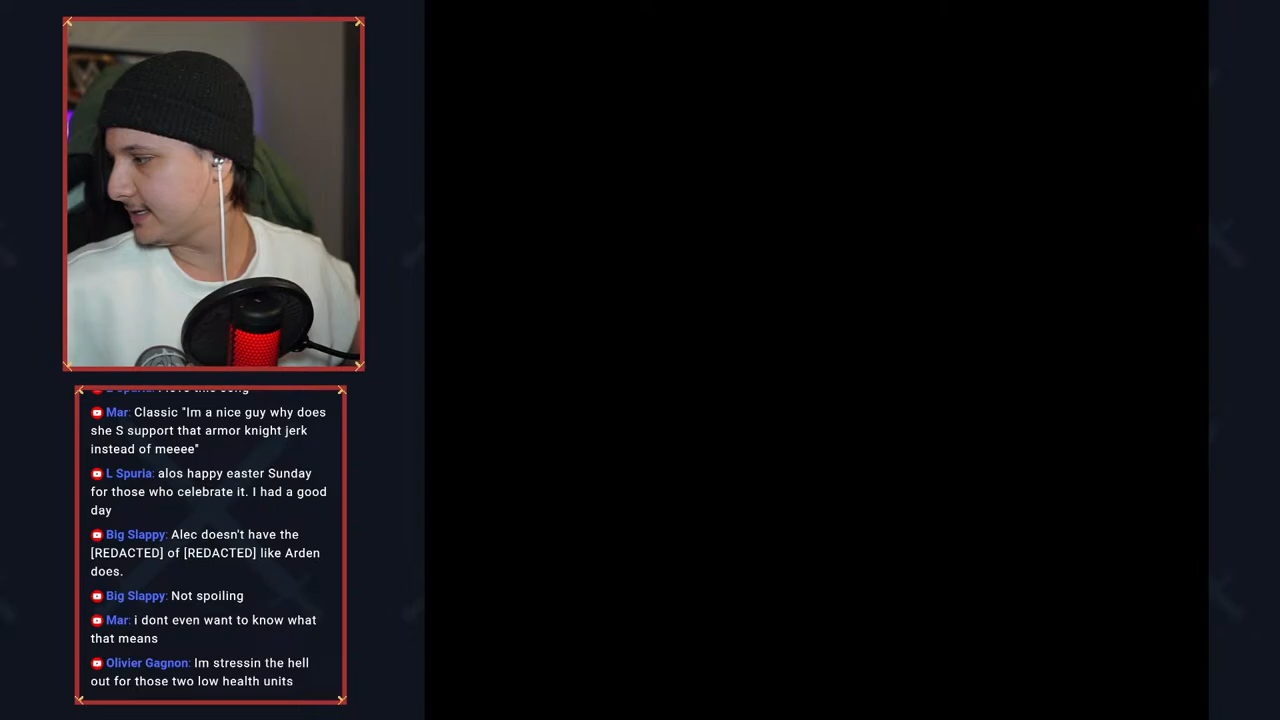 Mar: Classic "Im a nice guy why does
she S support that armor knight jerk
instead of meeee"
L Spuria: alos happy easter Sunday
for those who celebrate it. I had a good
day
Big Slappy: Alec doesn't have the
[REDACTED] of [REDACTED] like Arden
does.
Big Slappy: Not spoiling
Mar: i dont even want to know what
that means
Olivier Gagnon: Im stressin the hell
out for those two low health units